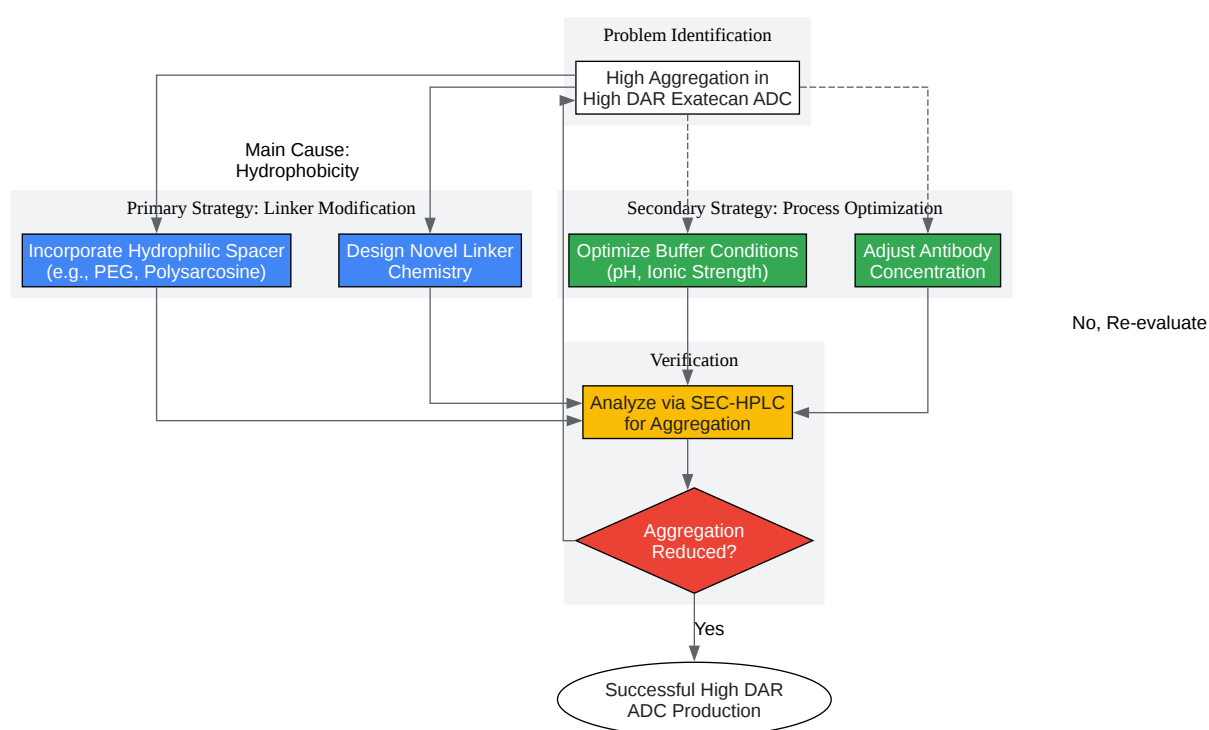 Problem Identification
High Aggregation in
High DAR Exatecan ADC
Main Cause:
Hydrophobicity
Primary Strategy: Linker Modification
Incorporate Hydrophilic Spacer
(e.g., PEG, Polysarcosine)
Design Novel Linker
Chemistry
Secondary Strategy: Process Optimization
Optimize Buffer Conditions
(pH, Ionic Strength)
Adjust Antibody
Concentration
No, Re-evaluate
Verification
Analyze via SEC-HPLC
for Aggregation
Aggregation
Reduced?
Yes
Successful High DAR
ADC Production